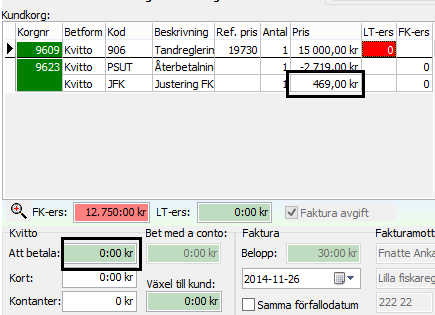 Kundkorg:
Korgnr Betform Kod Beskrivning Ref. pris Antal Pris LT-ers FK-ers
9609 Kvitto 906 Tandreglerin 19730 1 15 000,00 kr 0
9623 Kvitto PSUT Återbetalnin 1 -2 719,00 kr 0
Kvitto JFK Justering FK 1 469,00 kr 0
FK-ers: 12.750:00 kr LT-ers: 0:00 kr Faktura avgift
Kvitto Bet med a conto: Faktura Fakturamott
Att betala: 0:00 kr 0:00 kr Belopp: 30:00 kr Fnatte Anka
Kort: 0:00 kr Växel till kund: 2014-11-26 Lilla fiskareg
Kontanter: 0 kr 0:00 kr Samma förfallodatum 222 22